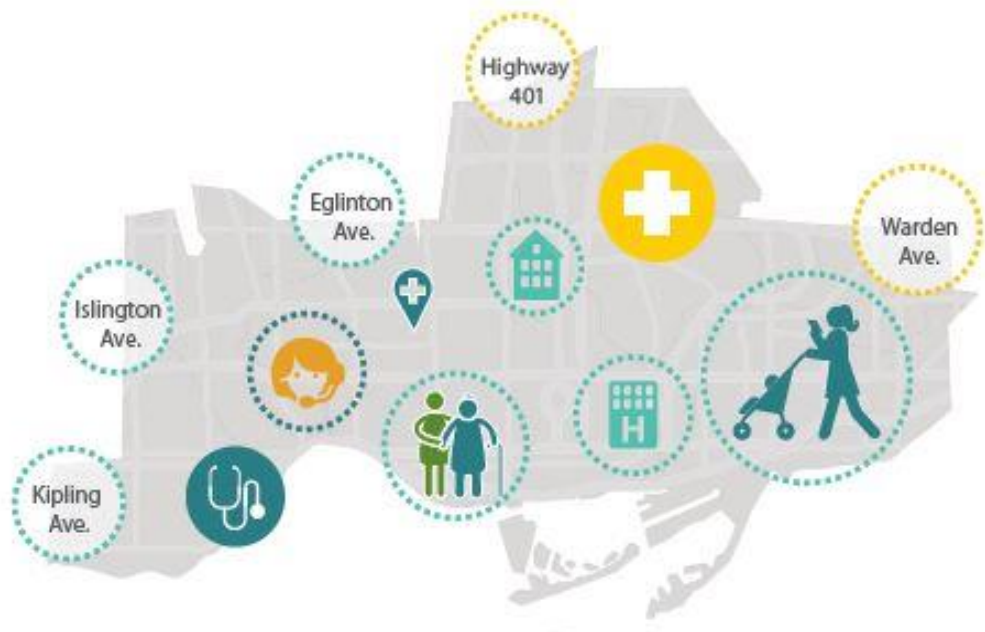 Highway
401
Eglinton
Ave.
Warden
Ave.
Islington
Ave.
H
Kipling
Ave.